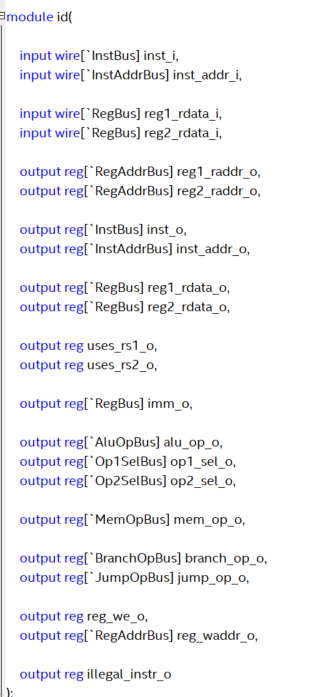 module id(
input wire[`InstBus] inst_i,
input wire[`InstAddrBus] inst_addr_i,
input wire[`RegBus] reg1_rdata_i,
input wire[`RegBus] reg2_rdata_i,
output reg[`RegAddrBus] reg1_raddr_o,
output reg[`RegAddrBus] reg2_raddr_o,
output reg[`InstBus] inst_o,
output reg[`InstAddrBus] inst_addr_o,
output reg[`RegBus] reg1_rdata_o,
output reg[`RegBus] reg2_rdata_o,
output reg uses_rs1_o,
output reg uses_rs2_o,
output reg[`RegBus] imm_o,
output reg[`AluOpBus] alu_op_o,
output reg[`Op1SelBus] op1_sel_o,
output reg[`Op2SelBus] op2_sel_o,
output reg[`MemOpBus] mem_op_o,
output reg[`BranchOpBus] branch_op_o,
output reg[`JumpOpBus] jump_op_o,
output reg reg_we_o,
output reg[`RegAddrBus] reg_waddr_o,
output reg illegal_instr_o
);